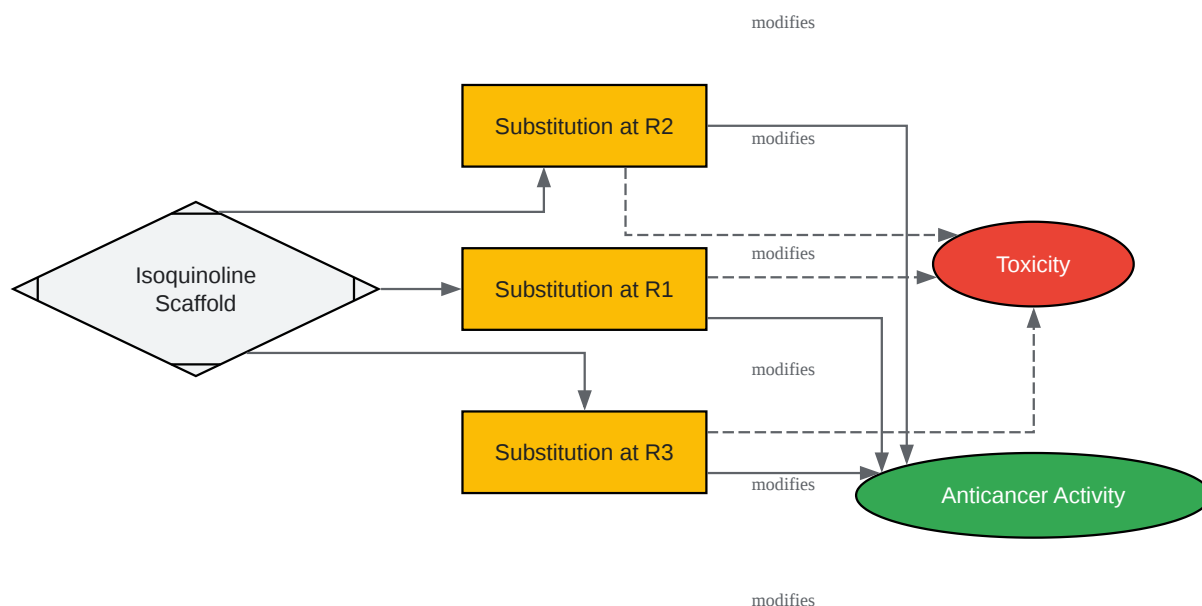 modifies
Substitution at R2
modifies
Isoquinoline
Scaffold
Substitution at R1
modifies
Toxicity
modifies
Substitution at R3
modifies
Anticancer Activity
modifies